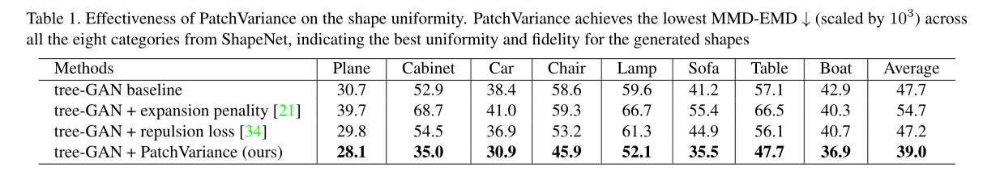 Table 1. Effectiveness of PatchVariance on the shape uniformity. PatchVariance achieves the lowest MMD-EMD ↓ (scaled by 10³) across
all the eight categories from ShapeNet, indicating the best uniformity and fidelity for the generated shapes
Methods Plane Cabinet Car Chair Lamp Sofa Table Boat Average
tree-GAN baseline 30.7 52.9 38.4 58.6 59.6 41.2 57.1 42.9 47.7
tree-GAN + expansion penality [21] 39.7 68.7 41.0 59.3 66.7 55.4 66.5 40.3 54.7
tree-GAN + repulsion loss [34] 29.8 54.5 36.9 53.2 61.3 44.9 56.1 40.7 47.2
tree-GAN + PatchVariance (ours) 28.1 35.0 30.9 45.9 52.1 35.5 47.7 36.9 39.0